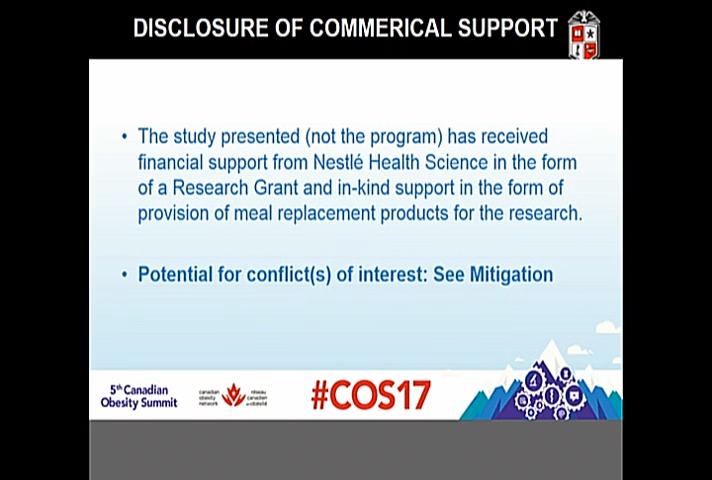 DISCLOSURE OF COMMERICAL SUPPORT
• The study presented (not the program) has received
financial support from Nestlé Health Science in the form
of a Research Grant and in-kind support in the form of
provision of meal replacement products for the research.
• Potential for conflict(s) of interest: See Mitigation
5th Canadian
Obesity Summit
canadian
obesity
network
réseau
canadien
en obésité
#COS17